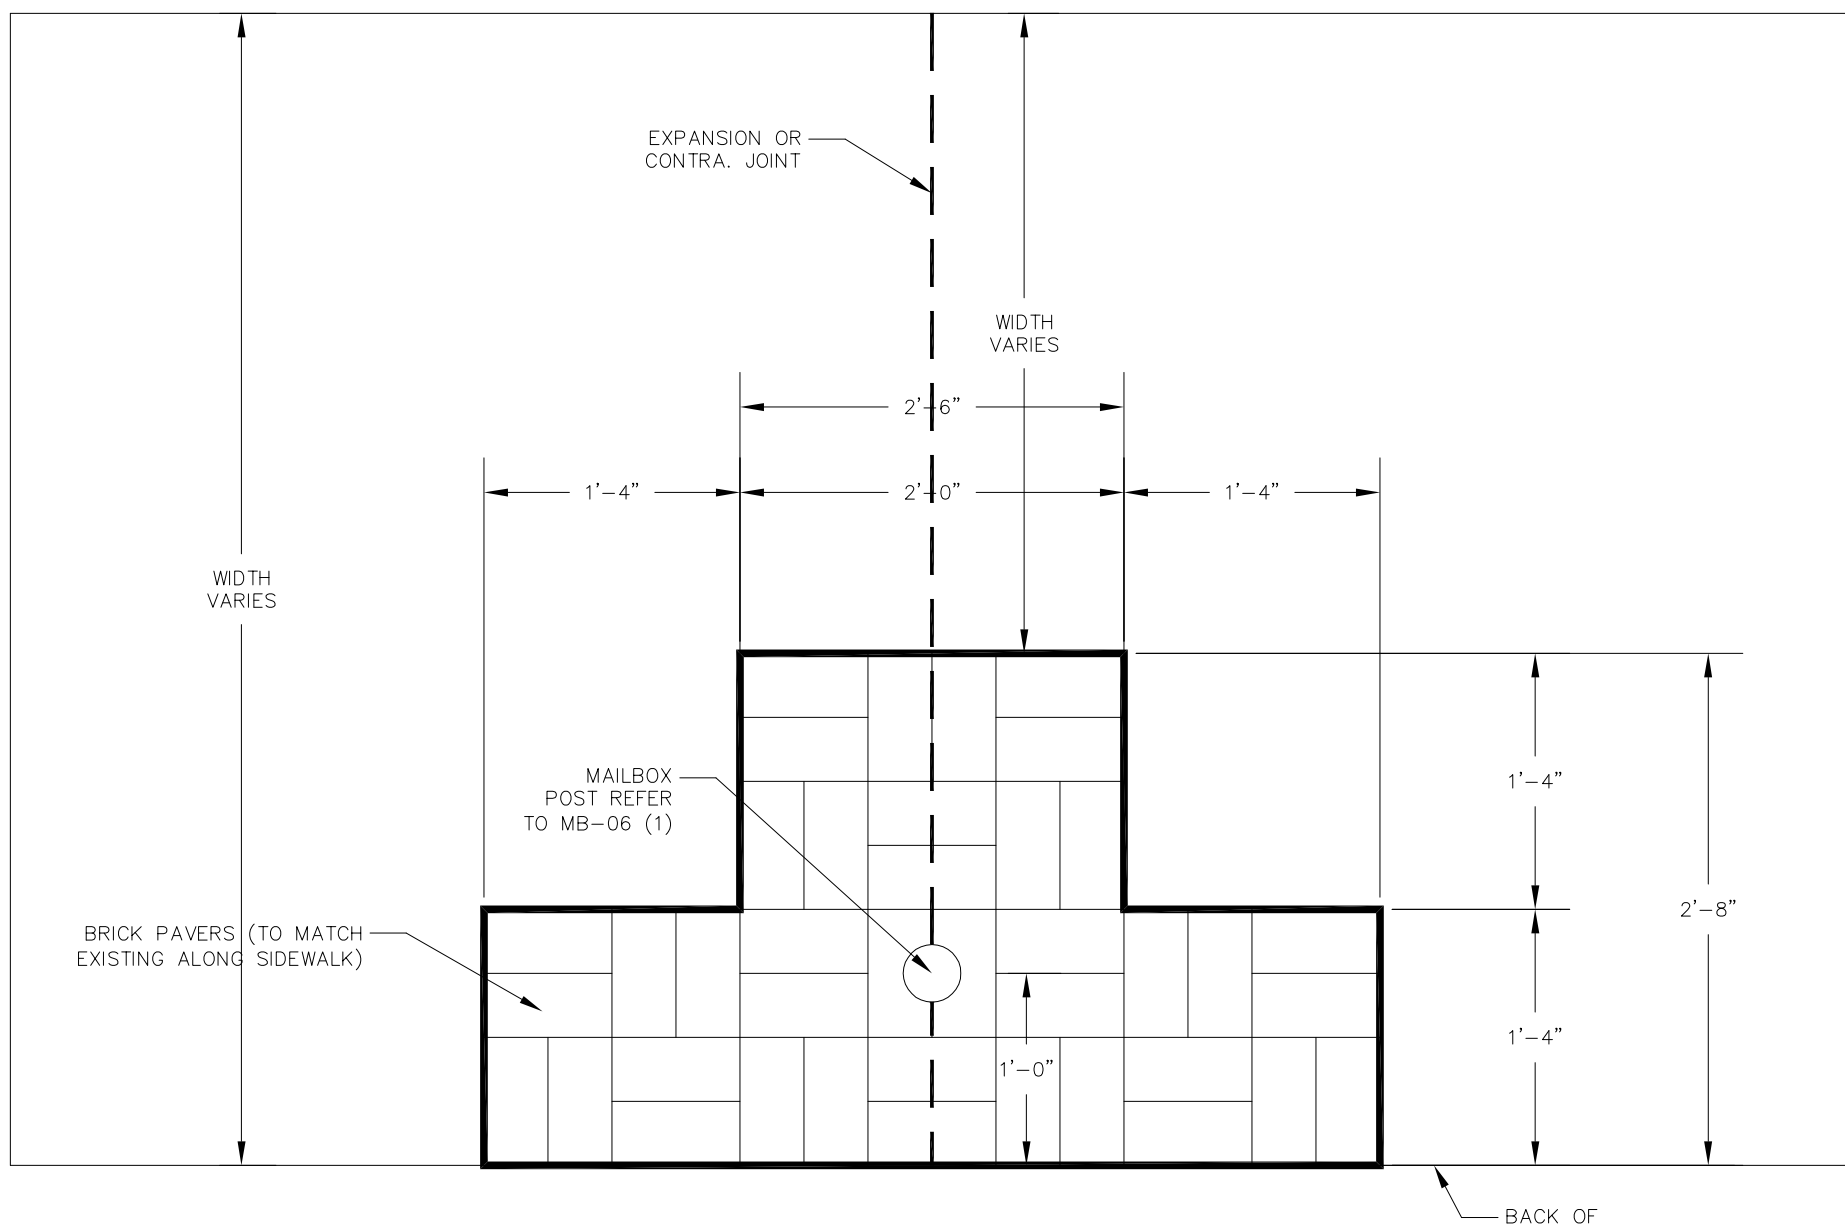 EXPANSION OR
CONTRA. JOINT
WIDTH
VARIES
2'-6"
1'-4"
2'-0"
1'-4"
WIDTH
VARIES
MAILBOX
POST REFER
TO MB-06 (1)
1'-4"
2'-8"
BRICK PAVERS (TO MATCH
EXISTING ALONG SIDEWALK)
1'-4"
1'-0"
BACK OF